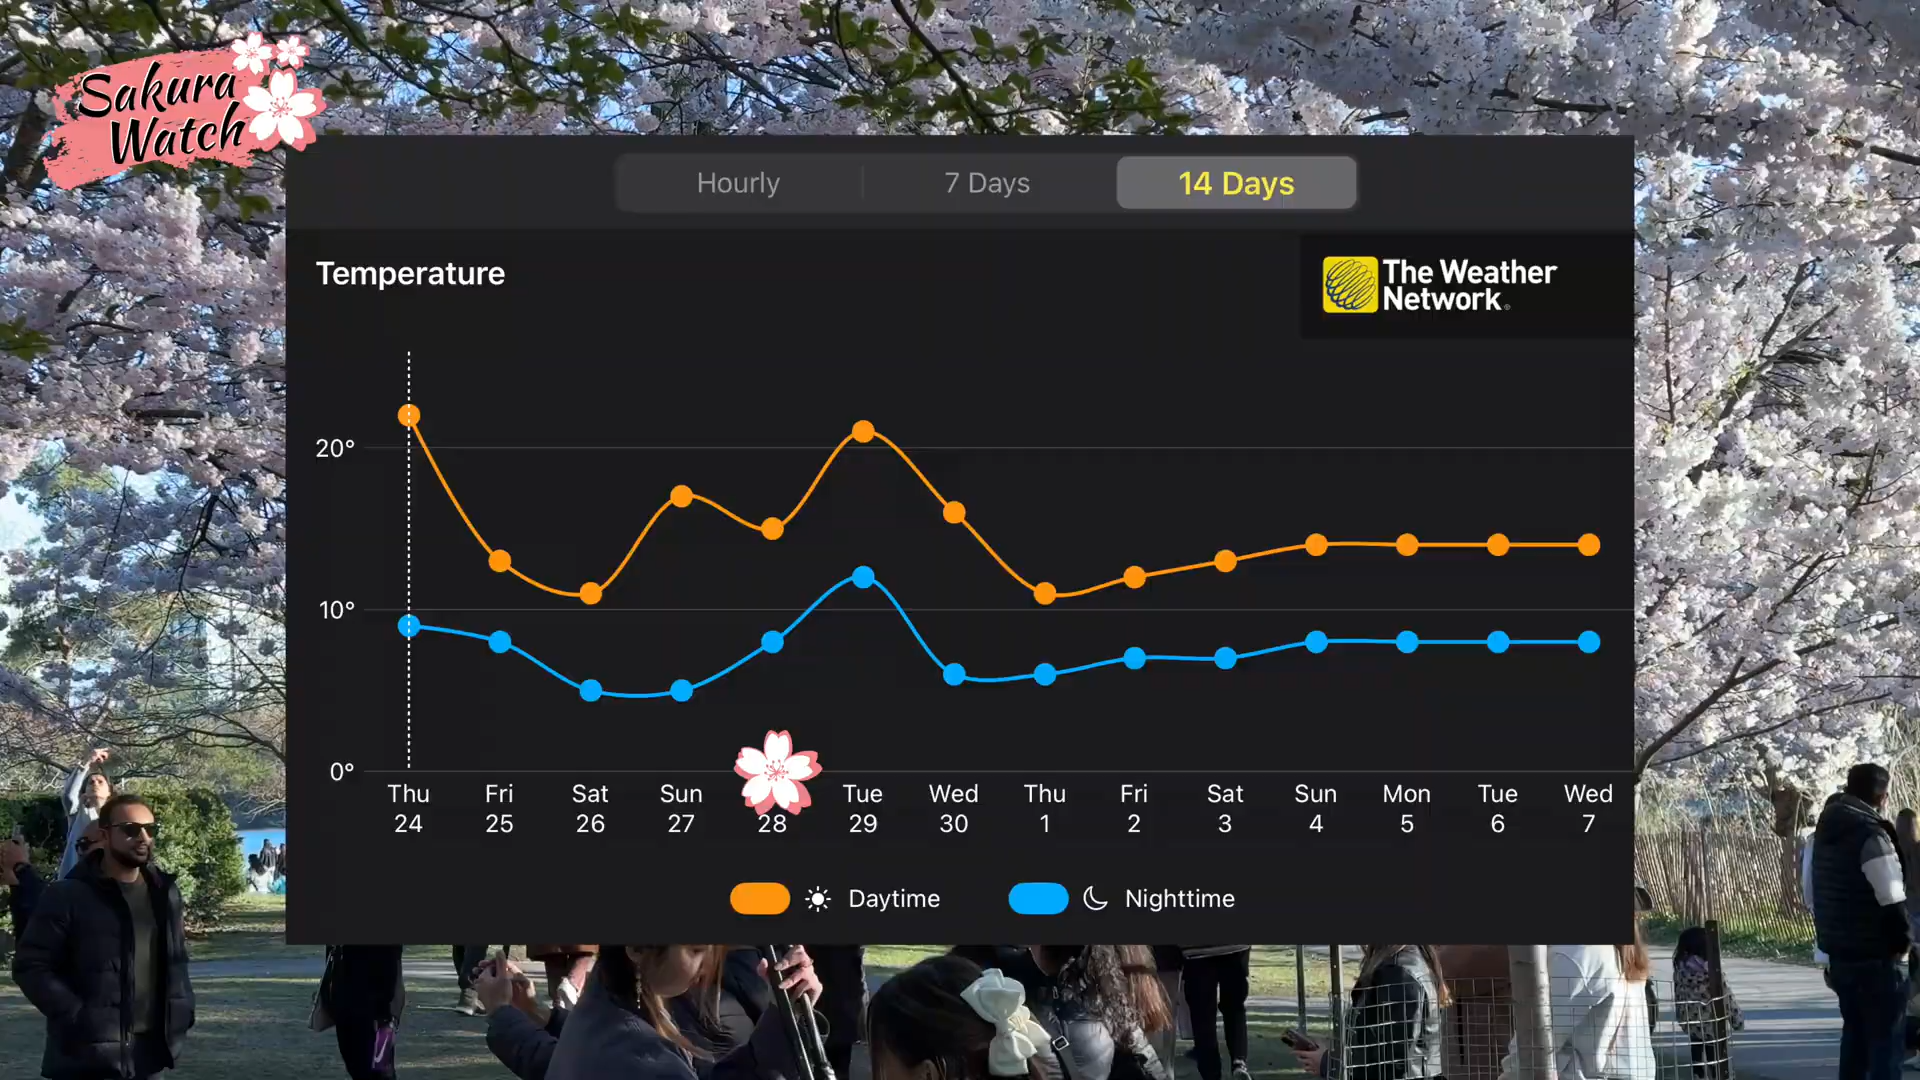 Sakura
Watch
Hourly 7 Days 14 Days
Temperature
The Weather
Network
20°
10°
0°
Thu Fri Sat Sun Tue Wed Thu Fri Sat Sun Mon Tue Wed
24 25 26 27 28 29 30 1 2 3 4 5 6 7
Daytime Nighttime